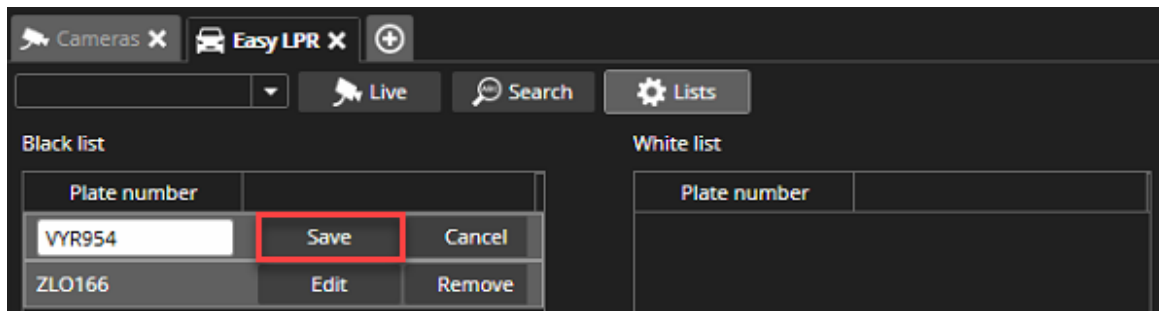 Cameras Easy LPR
Live Search Lists
Black list White list
Plate number Plate number
VYR954 Save Cancel
ZLO166 Edit Remove